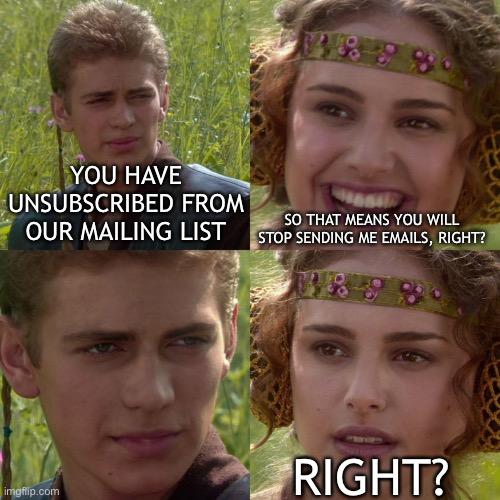 YOU HAVE
UNSUBSCRIBED FROM
OUR MAILING LIST
SO THAT MEANS YOU WILL
STOP SENDING ME EMAILS, RIGHT?
RIGHT?
imgflip.com